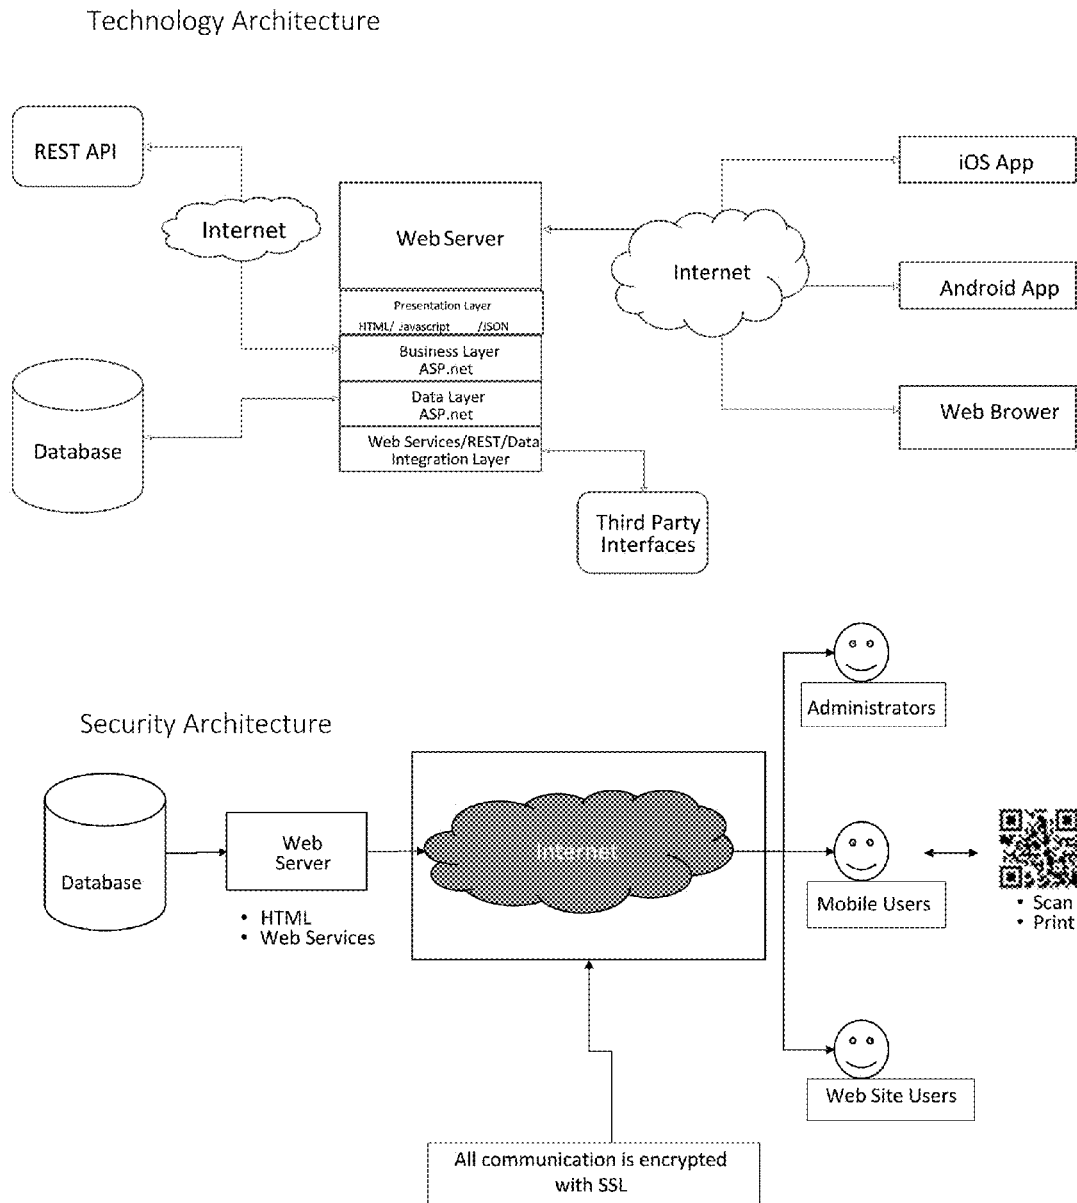 Technology Architecture
REST API
Internet
Web Server
Presentation Layer
HTML/ Javascript /JSON
Business Layer
ASP.net
Data Layer
ASP.net
Web Services/REST/Data
Integration Layer
Database
Internet
iOS App
Android App
Web Brower
Third Party
Interfaces
Security Architecture
Database
Web
Server
• HTML
• Web Services
Internet
Administrators
Mobile Users
• Scan
• Print
Web Site Users
All communication is encrypted
with SSL